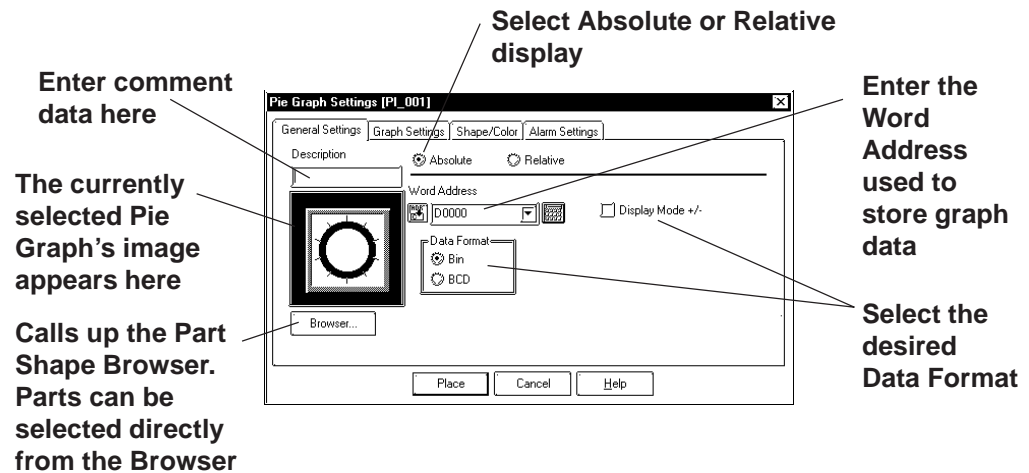 Select Absolute or Relative
display
Enter comment
data here
Enter the
Word
Address
used to
store graph
data
Pie Graph Settings [PI_001]
General Settings
Graph Settings
Shape/Color
Alarm Settings
Description
Absolute
Relative
Word Address
D0000
Display Mode +/-
Data Format
Bin
BCD
The currently
selected Pie
Graph’s image
appears here
Browser...
Calls up the Part
Shape Browser.
Parts can be
selected directly
from the Browser
Select the
desired
Data Format
Place
Cancel
Help